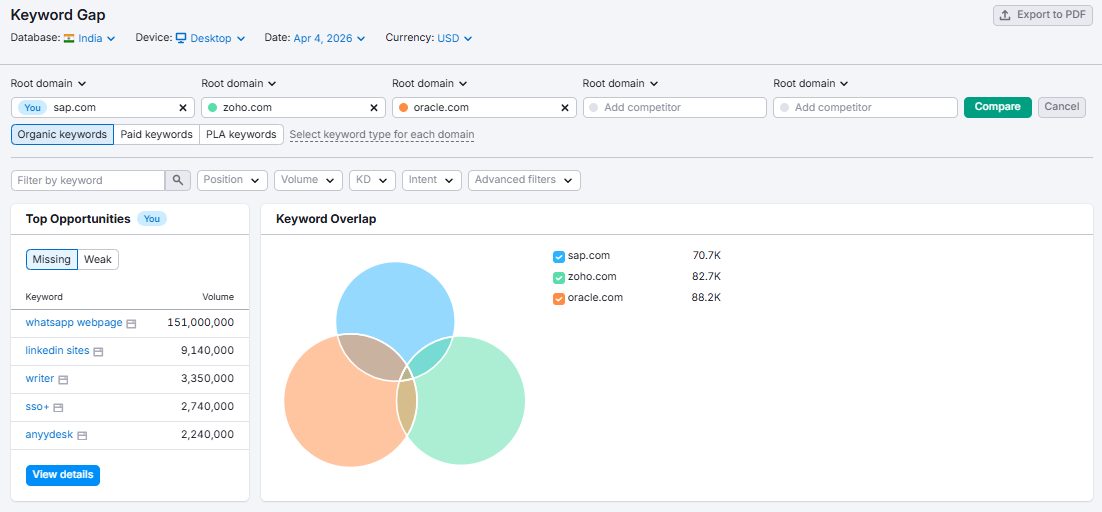 Keyword Gap
Export to PDF
Database: India Device: Desktop Date: Apr 4, 2026 Currency: USD
Root domain Root domain Root domain Root domain Root domain
You sap.com zoho.com oracle.com Add competitor Add competitor Compare Cancel
Organic keywords Paid keywords PLA keywords Select keyword type for each domain
Filter by keyword Position Volume KD Intent Advanced filters
Top Opportunities You
Missing Weak
Keyword Volume
whatsapp webpage 151,000,000
linkedin sites 9,140,000
writer 3,350,000
sso+ 2,740,000
anyydesk 2,240,000
View details
Keyword Overlap
sap.com 70.7K
zoho.com 82.7K
oracle.com 88.2K